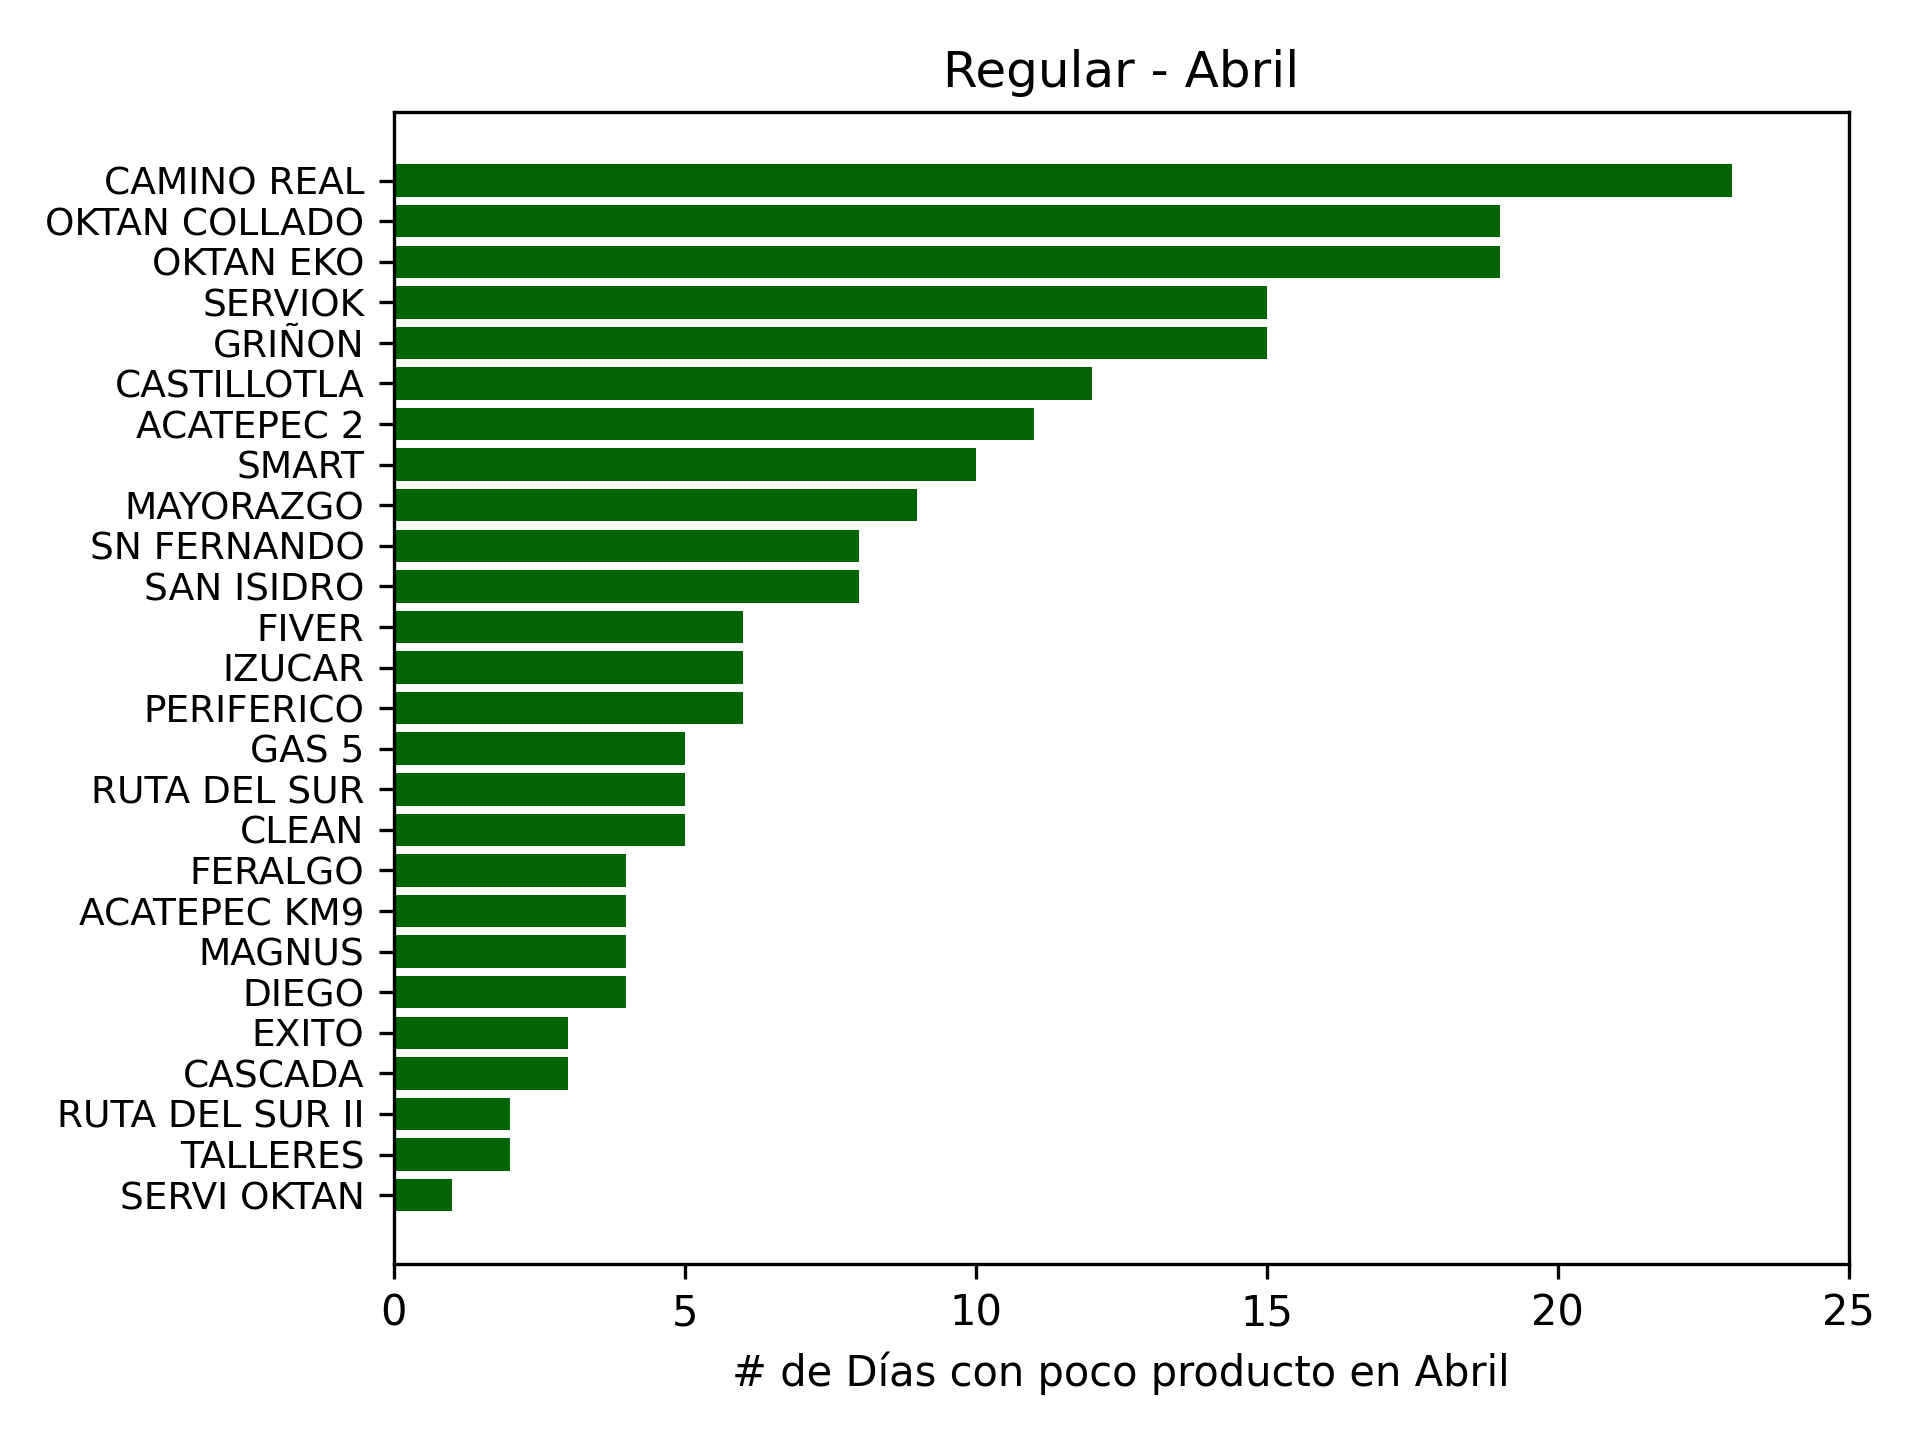 Regular - Abril
CAMINO REAL
OKTAN COLLADO
OKTAN EKO
SERVIOK
GRIÑON
CASTILLOTLA
ACATEPEC 2
SMART
MAYORAZGO
SN FERNANDO
SAN ISIDRO
FIVER
IZUCAR
PERIFERICO
GAS 5
RUTA DEL SUR
CLEAN
FERALGO
ACATEPEC KM9
MAGNUS
DIEGO
EXITO
CASCADA
RUTA DEL SUR II
TALLERES
SERVI OKTAN
0 5 10 15 20 25
# de Días con poco producto en Abril